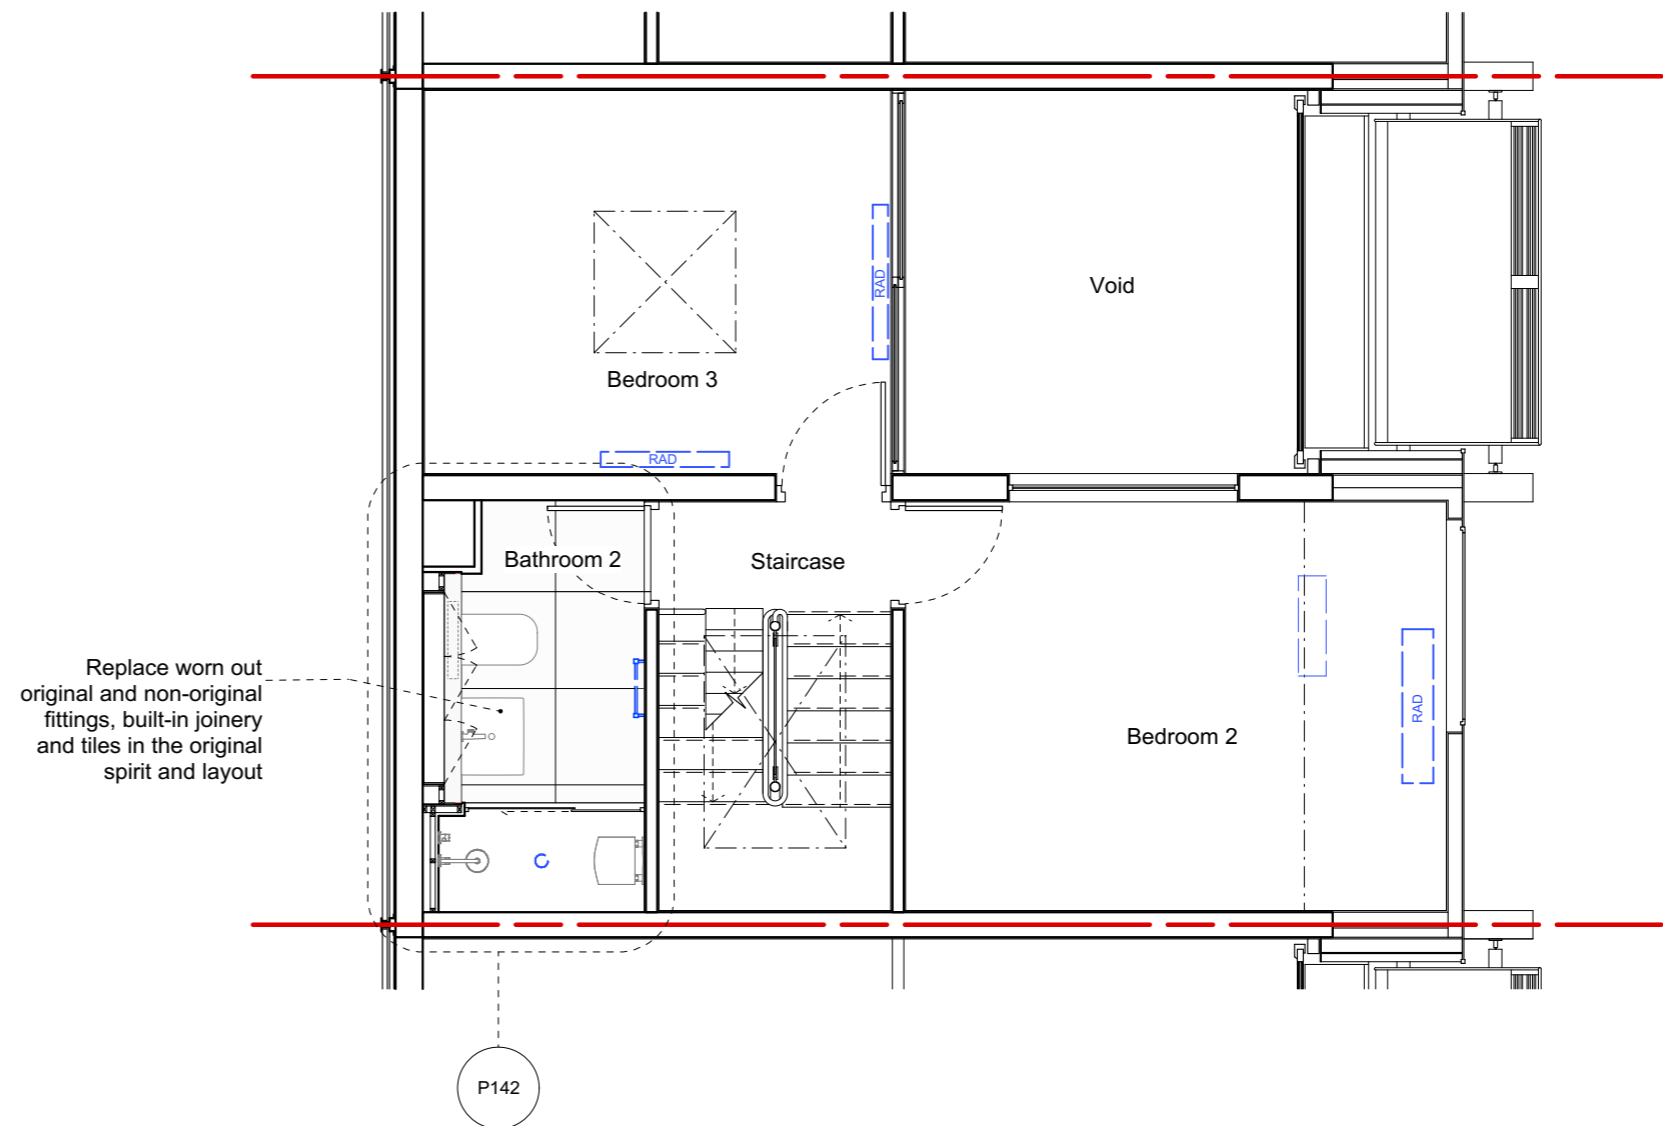 Void
RAD
Bedroom 3
RAD
Bathroom 2
Staircase
Replace worn out
original and non-original
fittings, built-in joinery
and tiles in the original
spirit and layout
RAD
Bedroom 2
P142